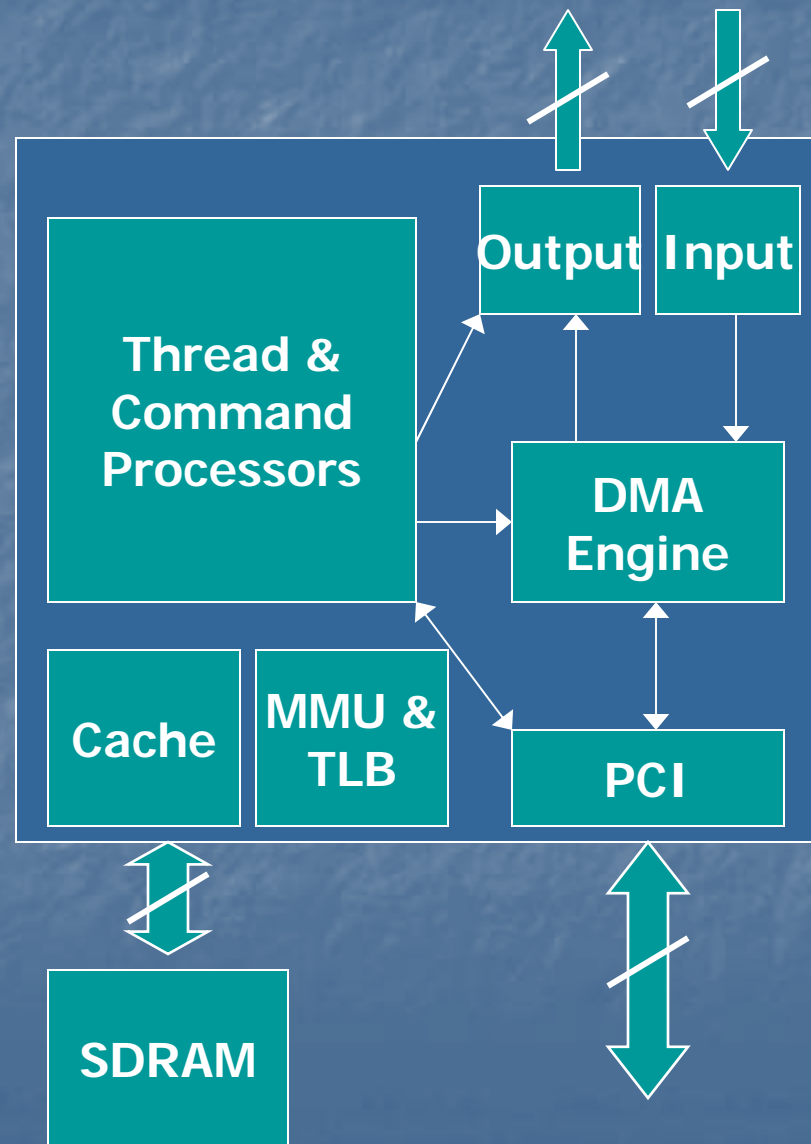 Output
Input
Thread &
Command
Processors
DMA
Engine
Cache
MMU &
TLB
PCI
SDRAM